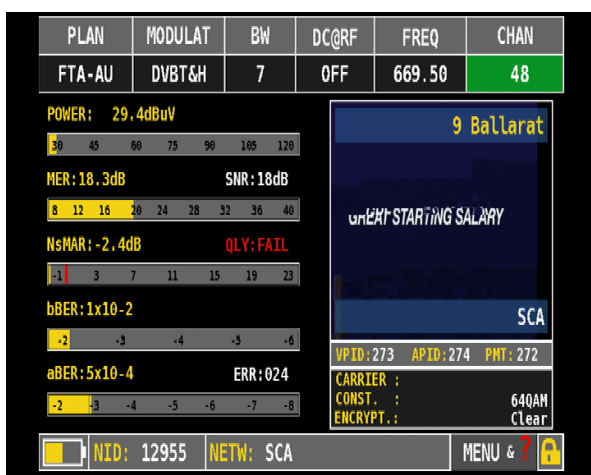 PLAN MODULAT BW DC@RF FREQ CHAN
FTA-AU DVBT&H 7 OFF 669.50 48
POWER: 29.4dBuV
30 45 60 75 90 105 120
MER:18.3dB SNR:18dB
8 12 16 20 24 28 32 36 40
NsMAR:-2.4dB QLY:FAIL
-1 3 7 11 15 19 23
bBER:1x10-2
-2 -3 -4 -5 -6
aBER:5x10-4 ERR:024
-2 -3 -4 -5 -6 -7 -8
9 Ballarat
GREAT STARTING SALARY
SCA
VPID:273 APID:274 PMT:272
CARRIER :
CONST. : 64QAM
ENCRYPT.: Clear
NID: 12955 NETW: SCA MENU & ?